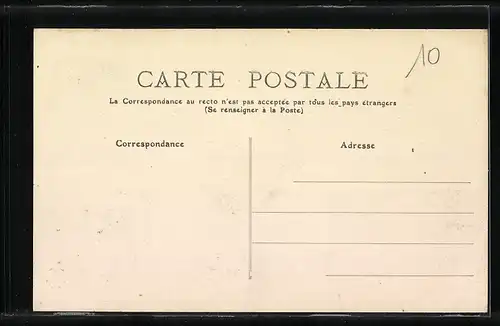 10
CARTE POSTALE
La Correspondance au recto n'est pas acceptée par tous les pays étrangers
(Se renseigner à la Poste)
Correspondance
Adresse